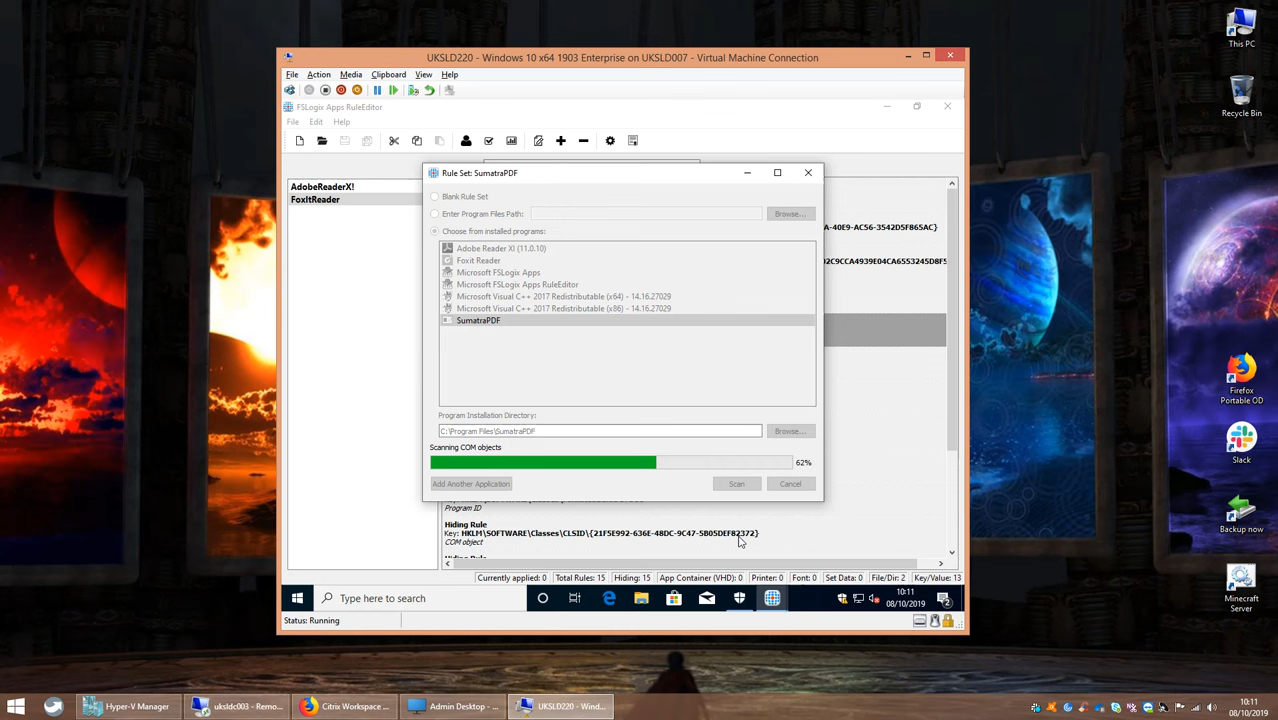 This PC
Recycle Bin
Firefox
Portable OD
Slack
Backup now
Minecraft
Server
UKSLD220 - Windows 10 x64 1903 Enterprise on UKSLD007 - Virtual Machine Connection
File Action Media Clipboard View Help
FSLogix Apps RuleEditor
File Edit Help
AdobeReaderX!
FoxItReader
Rule Set: SumatraPDF
Blank Rule Set
Enter Program Files Path:
Browse...
Choose from installed programs:
Adobe Reader XI (11.0.10)
Foxit Reader
Microsoft FSLogix Apps
Microsoft FSLogix Apps RuleEditor
Microsoft Visual C++ 2017 Redistributable (x64) - 14.16.27029
Microsoft Visual C++ 2017 Redistributable (x86) - 14.16.27029
SumatraPDF
Program Installation Directory:
C:\Program Files\SumatraPDF
Browse...
Scanning COM objects
62%
Add Another Application
Scan
Cancel
A-40E9-AC56-3542D5F865AC}
02C9CCA4939E04CA6553245D8F5
Program ID
Hiding Rule
Key: HKLM\SOFTWARE\Classes\CLSID\{21F5E992-636E-48DC-9C47-5B05DEF82372}
COM object
Hiding Rule
Currently applied: 0 Total Rules: 15 Hiding: 15 App Container (VHD): 0 Printer: 0 Font: 0 Set Data: 0 File/Dir: 2 Key/Value: 13
Type here to search
10:11
08/10/2019
2
Status: Running
Hyper-V Manager
uksldc003 - Remo...
Citrix Workspace ...
Admin Desktop - ...
UKSLD220 - Wind...
10:11
08/10/2019